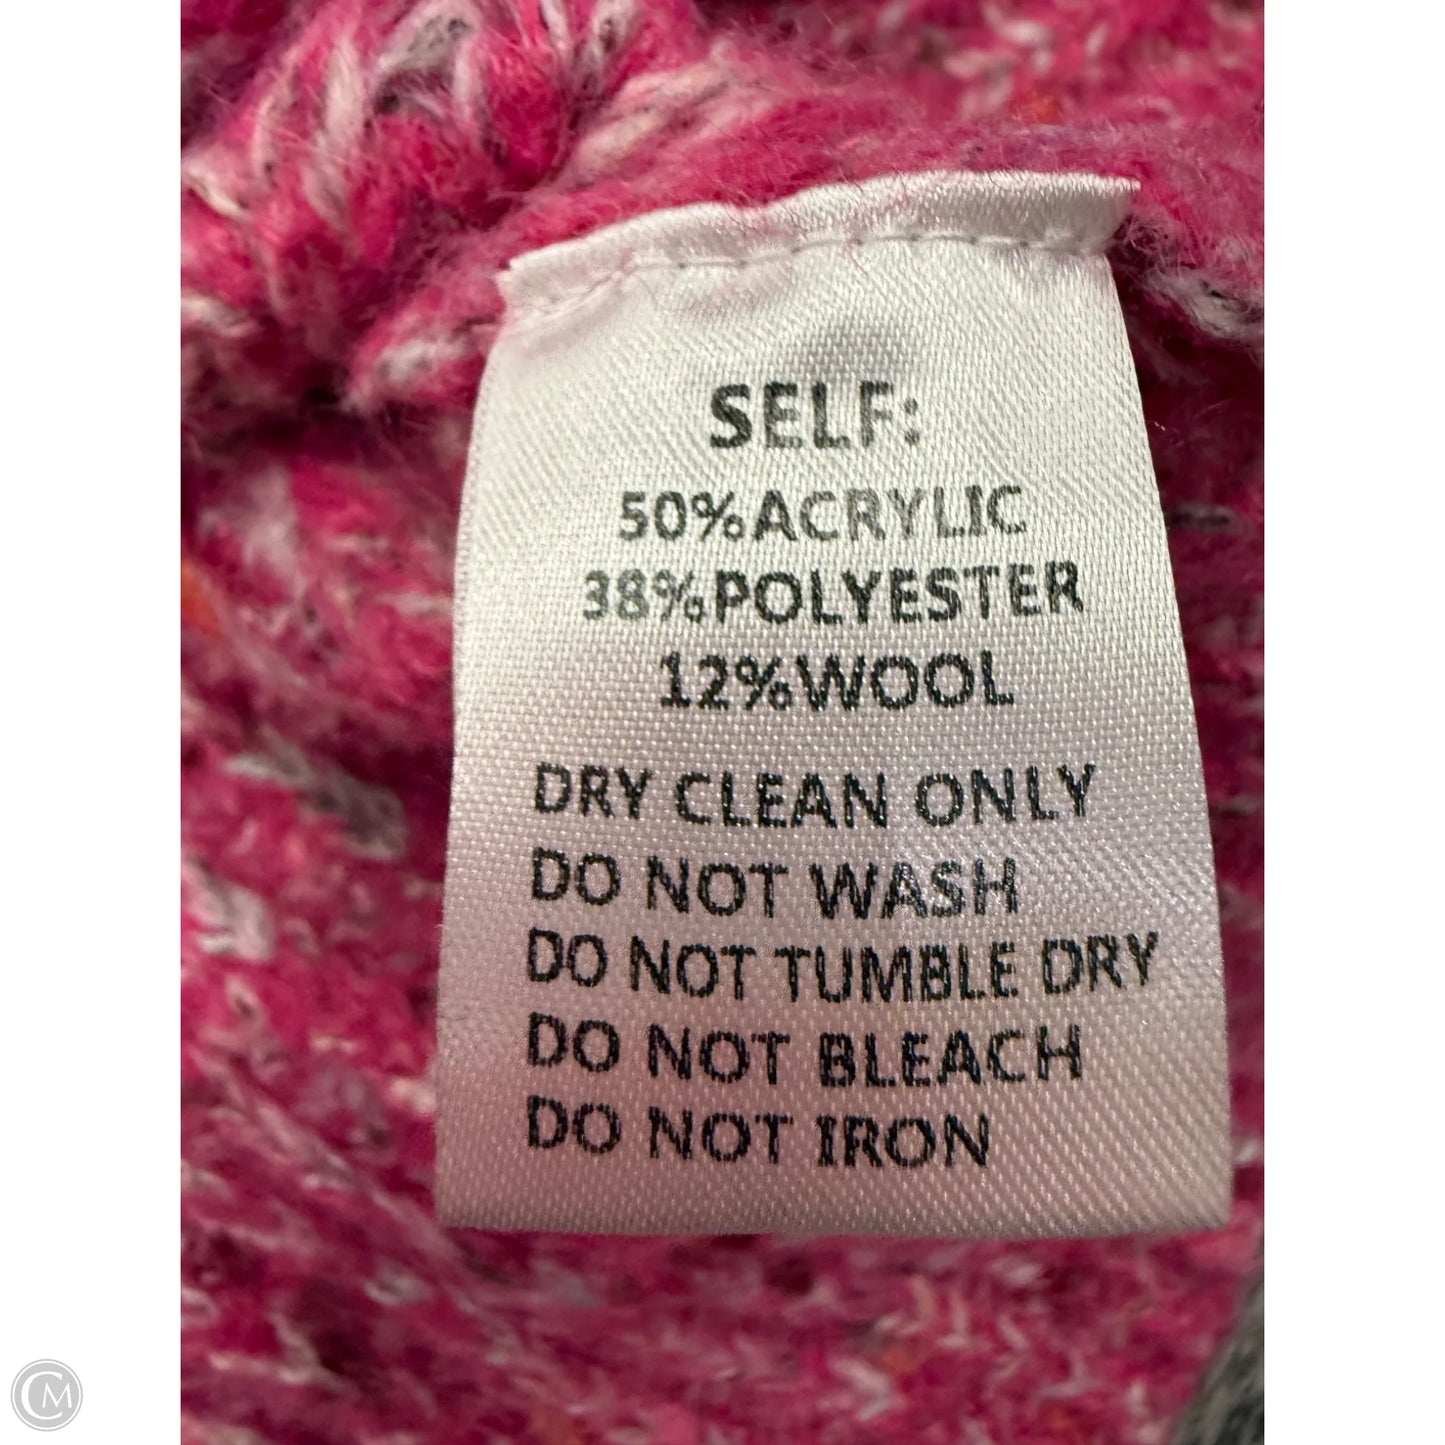 SELF:
50%ACRYLIC
38%POLYESTER
12%WOOL
DRY CLEAN ONLY
DO NOT WASH
DO NOT TUMBLE DRY
DO NOT BLEACH
DO NOT IRON
CM